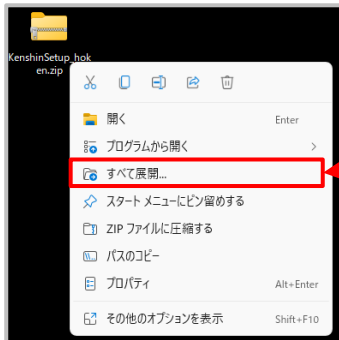 KenshinSetup_hok
en.zip
開く Enter
プログラムから開く
すべて展開...
スタート メニューにピン留めする
ZIP ファイルに圧縮する
パスのコピー
プロパティ Alt+Enter
その他のオプションを表示 Shift+F10